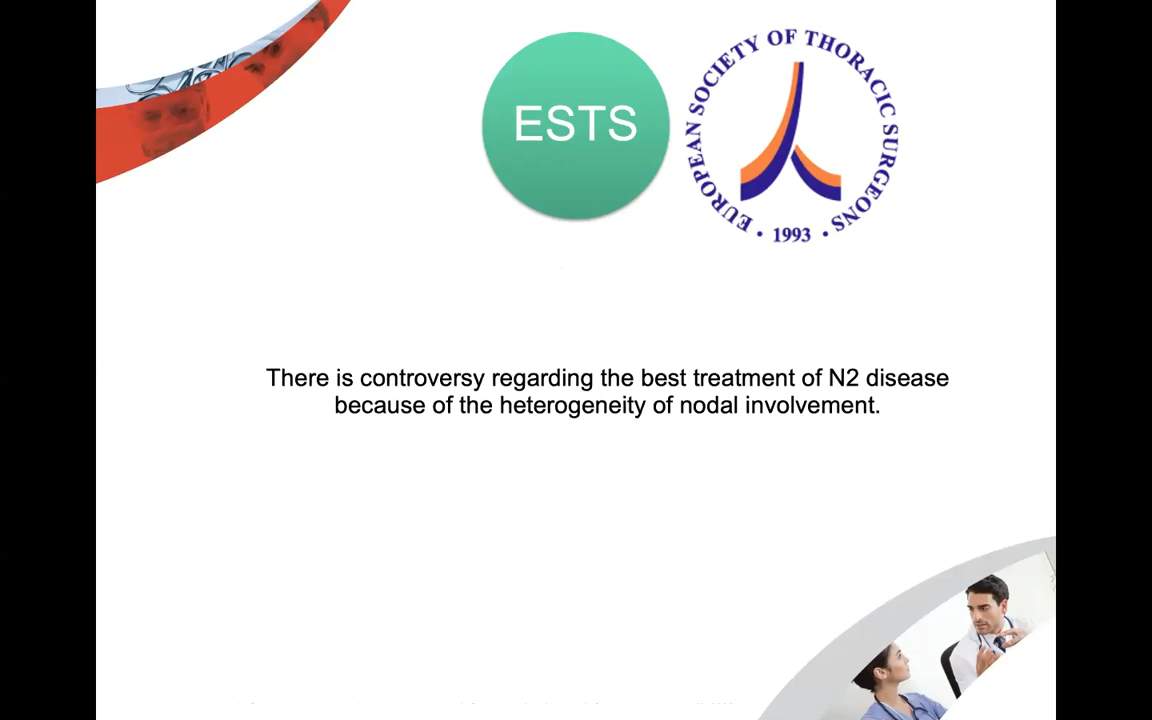 ESTS
EUROPEAN SOCIETY OF THORACIC SURGEONS
• 1993 •
There is controversy regarding the best treatment of N2 disease
because of the heterogeneity of nodal involvement.